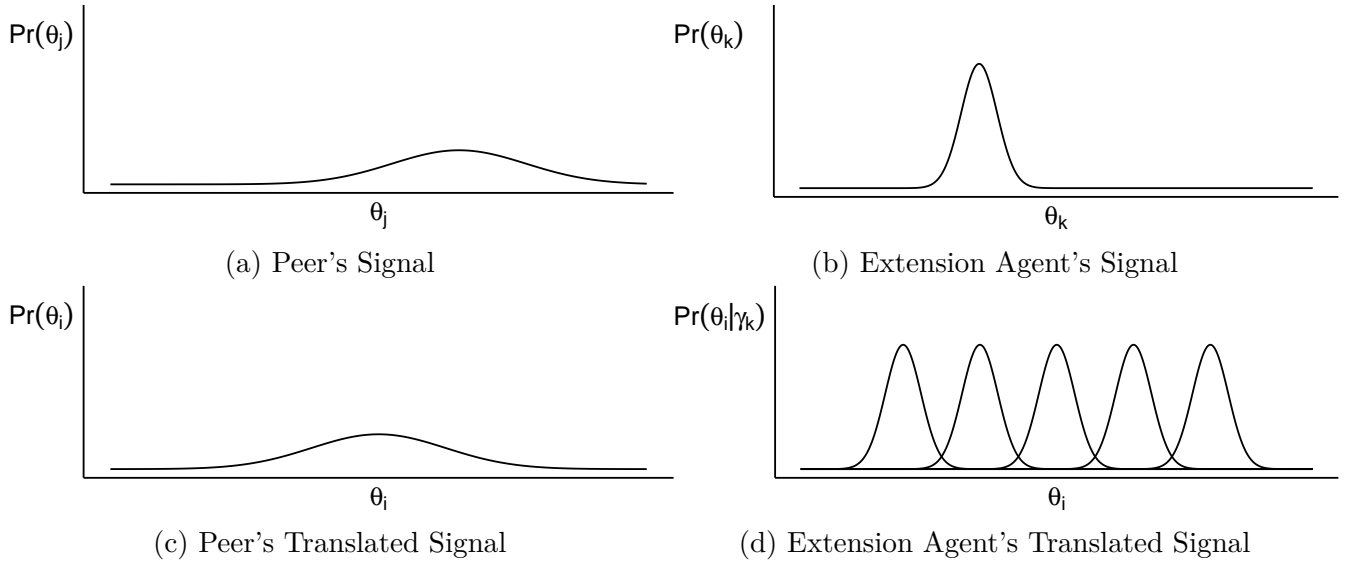 Pr(θj)
θj
(a) Peer's Signal
Pr(θk)
θk
(b) Extension Agent's Signal
Pr(θi)
θi
(c) Peer's Translated Signal
Pr(θi|γk)
θi
(d) Extension Agent's Translated Signal